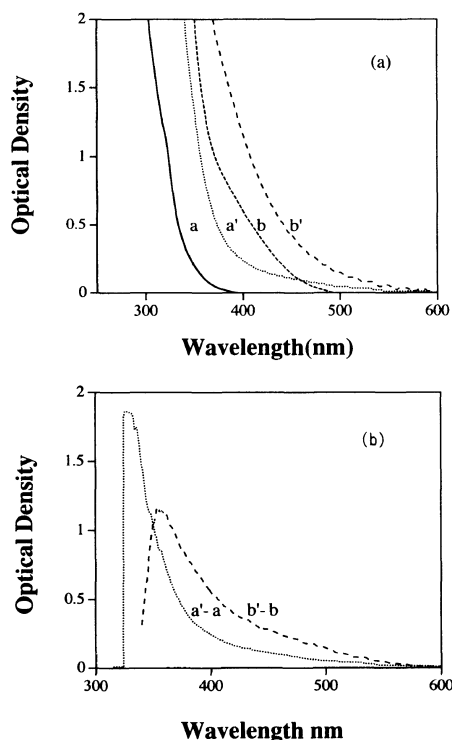 2
(a)
1.5
1
0.5
a
a'
b
b'
0
300
400
500
600
Optical Density
Wavelength(nm)
2
(b)
1.5
1
0.5
a'- a
b'- b
0
300
400
500
600
Optical Density
Wavelength nm